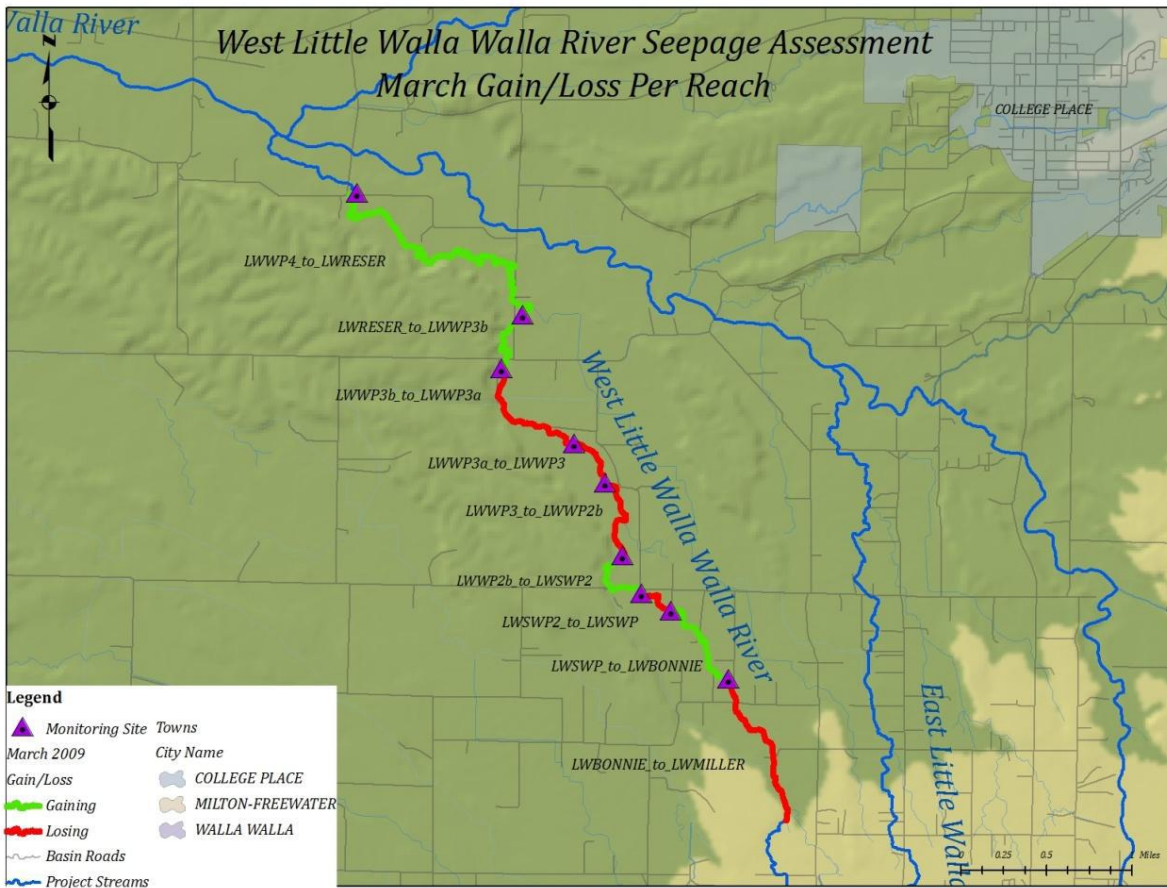 Valla River
West Little Walla Walla River Seepage Assessment
March Gain/Loss Per Reach
N
COLLEGE PLACE
LWWP4_to_LWRESER
LWRESER_to_LWWP3b
LWWP3b_to_LWWP3a
LWWP3a_to_LWWP3
LWWP3_to_LWWP2b
LWWP2b_to_LWSWP2
LWSWP2_to_LWSWP
LWSWP_to_LWBONNIE
LWBONNIE_to_LWMILLER
West Little Walla Walla River
East Little Walla
Legend
Monitoring Site
March 2009
Gain/Loss
Gaining
Losing
Basin Roads
Project Streams
Towns
City Name
COLLEGE PLACE
MILTON-FREEWATER
WALLA WALLA
0 0.25 0.5 1 Miles